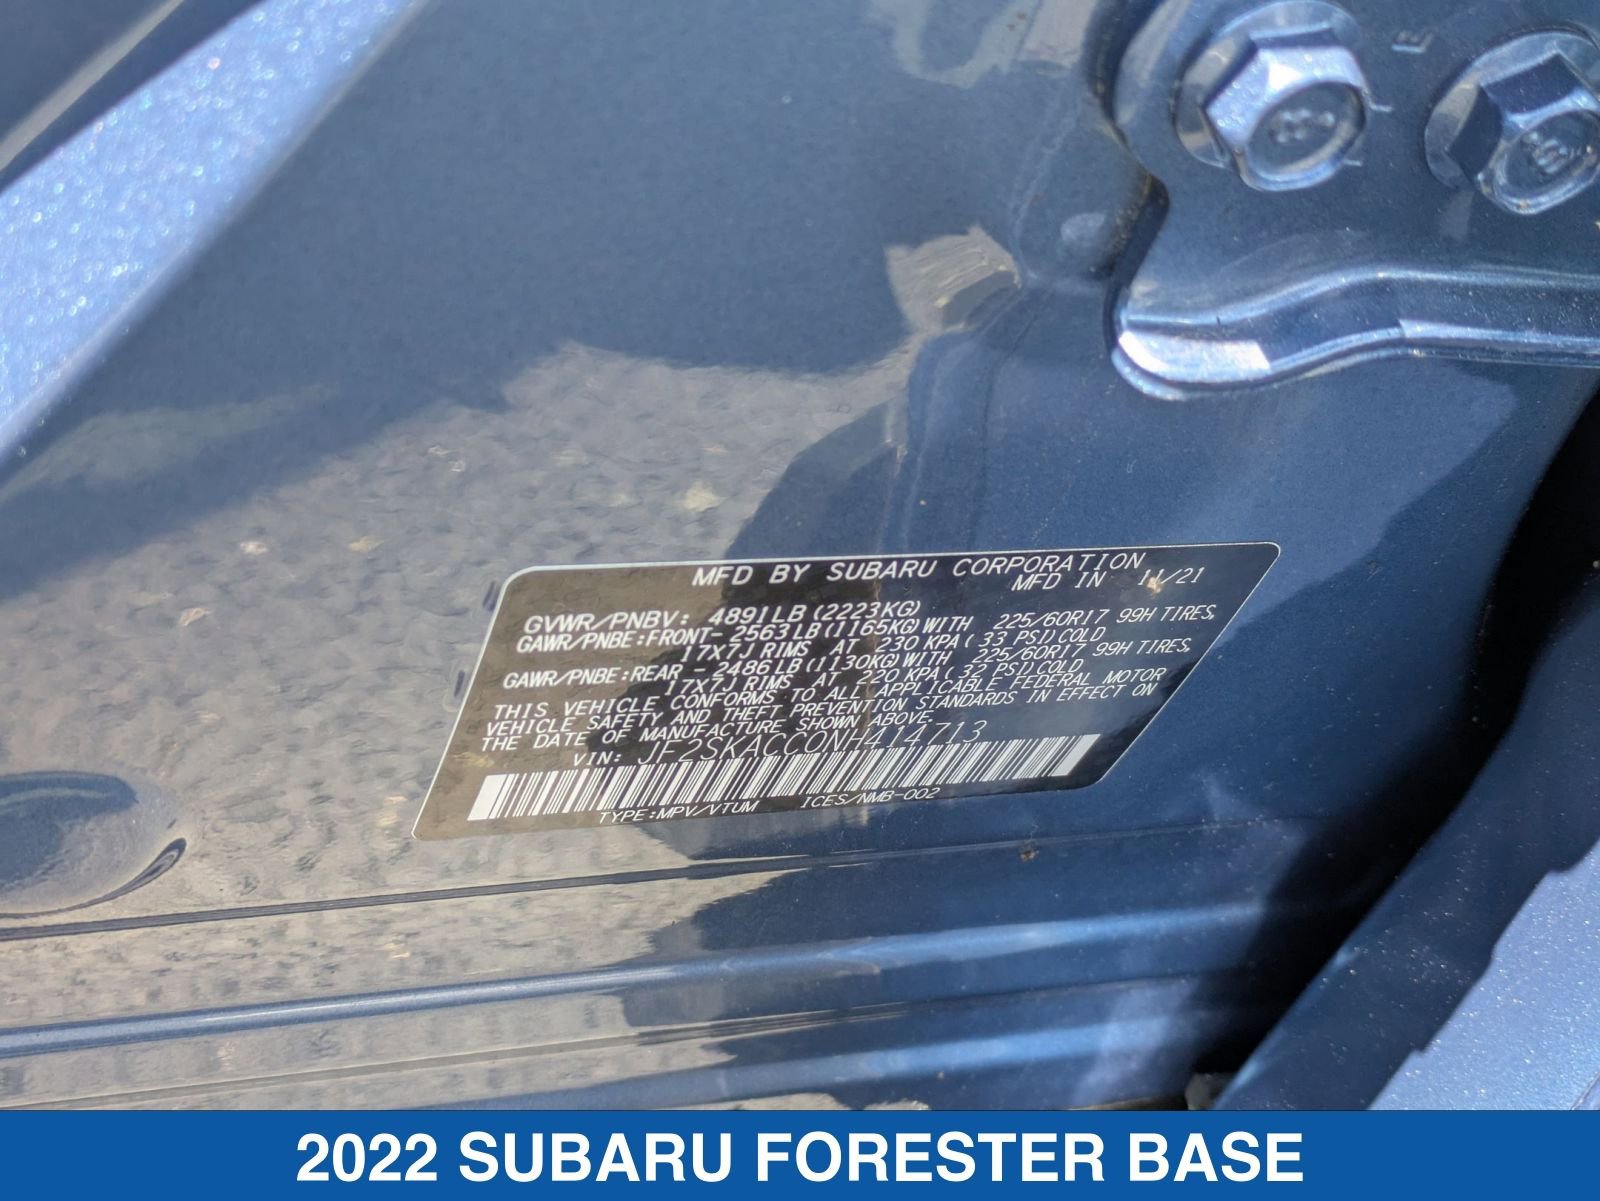 MFD BY SUBARU CORPORATION
MFD IN 11/21
GVWR/PNBV: 4891LB(2223KG)
GAWR/PNBE:FRONT- 2563LB(1165KG)WITH 225/60R17 99H TIRES,
17X7J RIMS AT 230 KPA(33 PSI)COLD
GAWR/PNBE:REAR - 2486LB(1130KG)WITH 225/60R17 99H TIRES,
17X7J RIMS AT 220 KPA(32 PSI)COLD
THIS VEHICLE CONFORMS TO ALL APPLICABLE FEDERAL MOTOR
VEHICLE SAFETY AND THEFT PREVENTION STANDARDS IN EFFECT ON
THE DATE OF MANUFACTURE SHOWN ABOVE.
VIN: JF2SKACC0NH414713
TYPE:MPV/VTUM ICES/NMB-002
2022 SUBARU FORESTER BASE